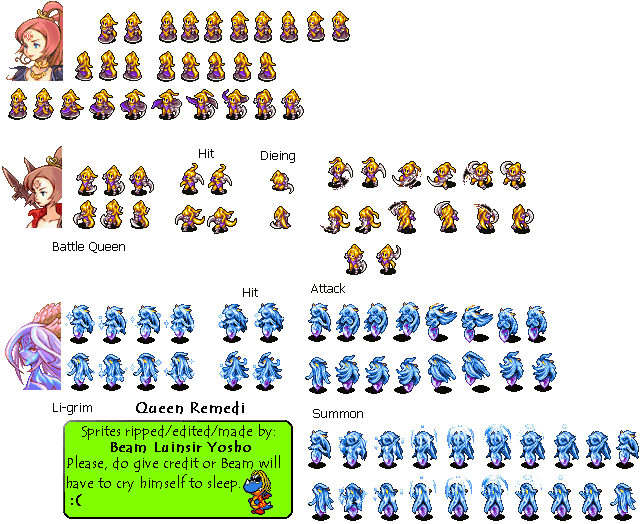 Hit
Dieing
Battle Queen
Hit
Attack
Li-grim
Queen Remedi
Summon
Sprites ripped/edited/made by:
Beam Luinsir Yosho
Please, do give credit or Beam will
have to cry himself to sleep.
:(